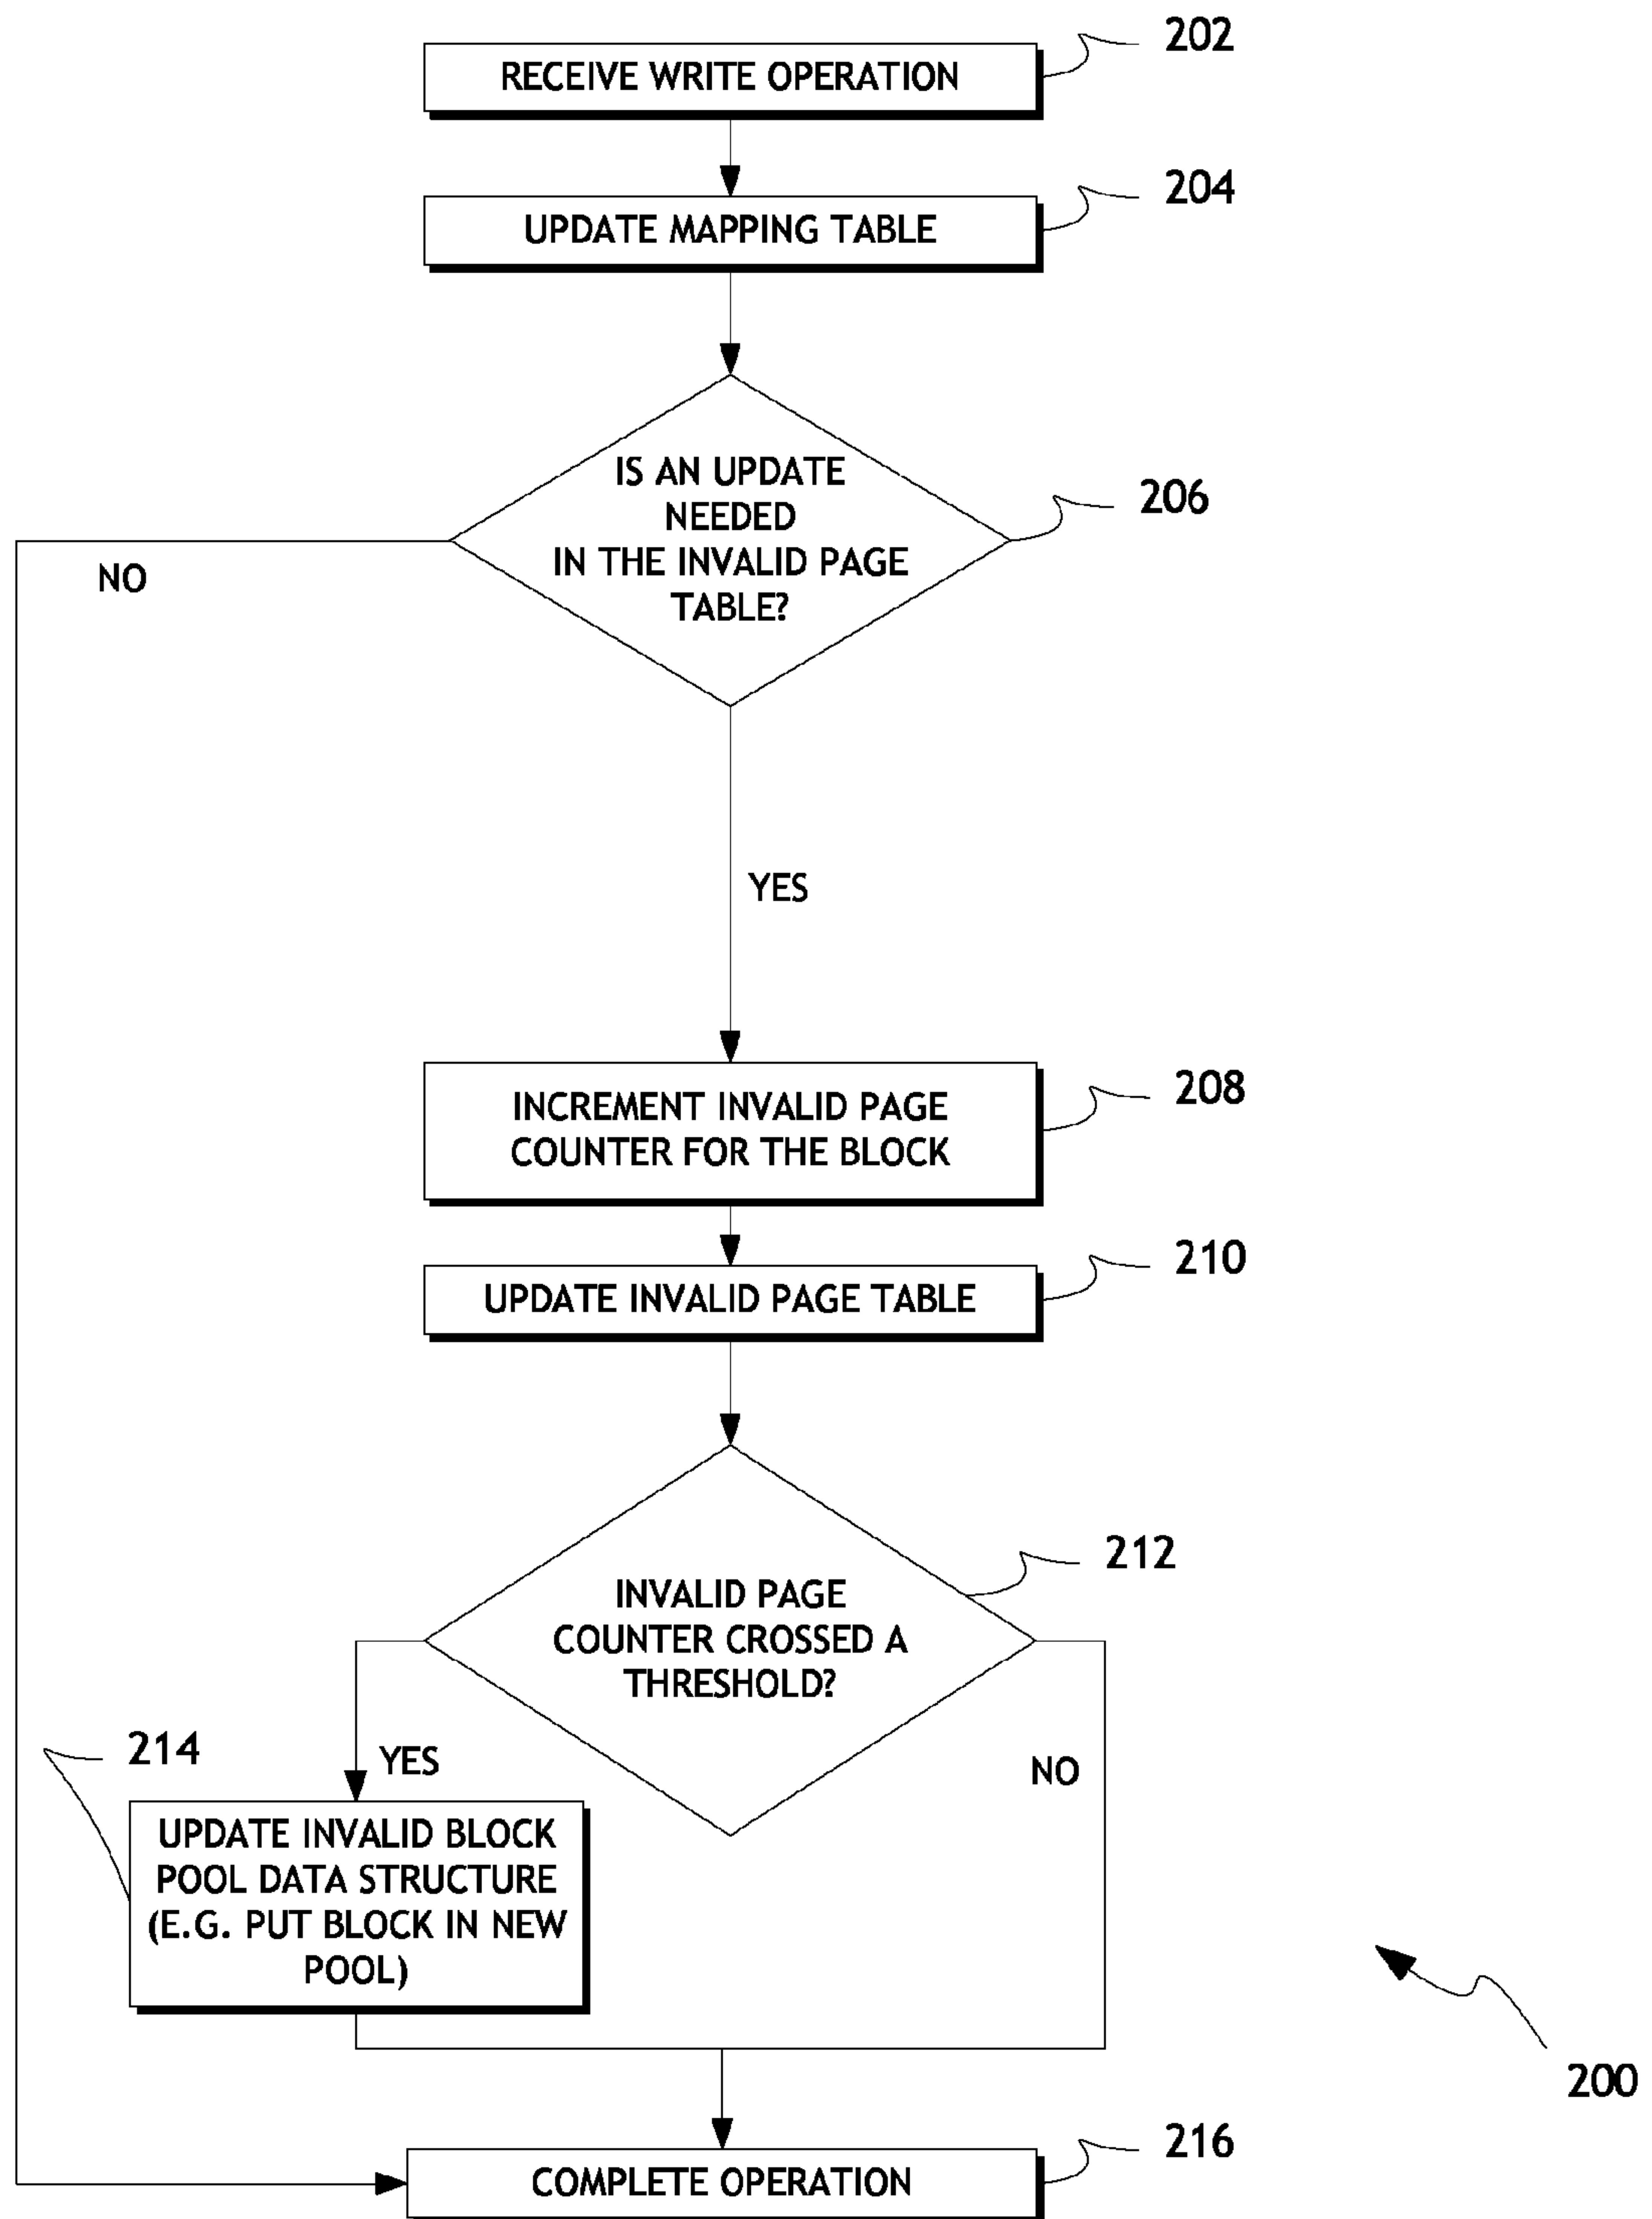 202
RECEIVE WRITE OPERATION
204
UPDATE MAPPING TABLE
IS AN UPDATE
NEEDED
IN THE INVALID PAGE
TABLE?
206
NO
YES
INCREMENT INVALID PAGE
COUNTER FOR THE BLOCK
208
210
UPDATE INVALID PAGE TABLE
212
INVALID PAGE
COUNTER CROSSED A
THRESHOLD?
214
YES
NO
UPDATE INVALID BLOCK
POOL DATA STRUCTURE
(E.G. PUT BLOCK IN NEW
POOL)
200
216
COMPLETE OPERATION